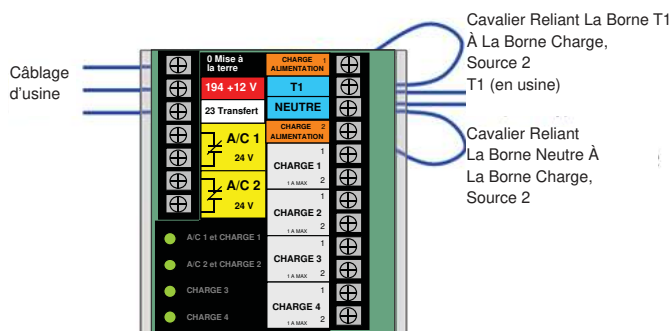 Câblage
d'usine
0 Mise à
la terre
194 +12 V
23 Transfert
A/C 1
24 V
A/C 2
24 V
A/C 1 et CHARGE 1
A/C 2 et CHARGE 2
CHARGE 3
CHARGE 4
CHARGE 1
ALIMENTATION
T1
NEUTRE
CHARGE 2
ALIMENTATION
1
CHARGE 1
1 A MAX 2
1
CHARGE 2
1 A MAX 2
1
CHARGE 3
1 A MAX 2
1
CHARGE 4
1 A MAX 2
Cavalier Reliant La Borne T1
À La Borne Charge,
Source 2
T1 (en usine)
Cavalier Reliant
La Borne Neutre À
La Borne Charge,
Source 2